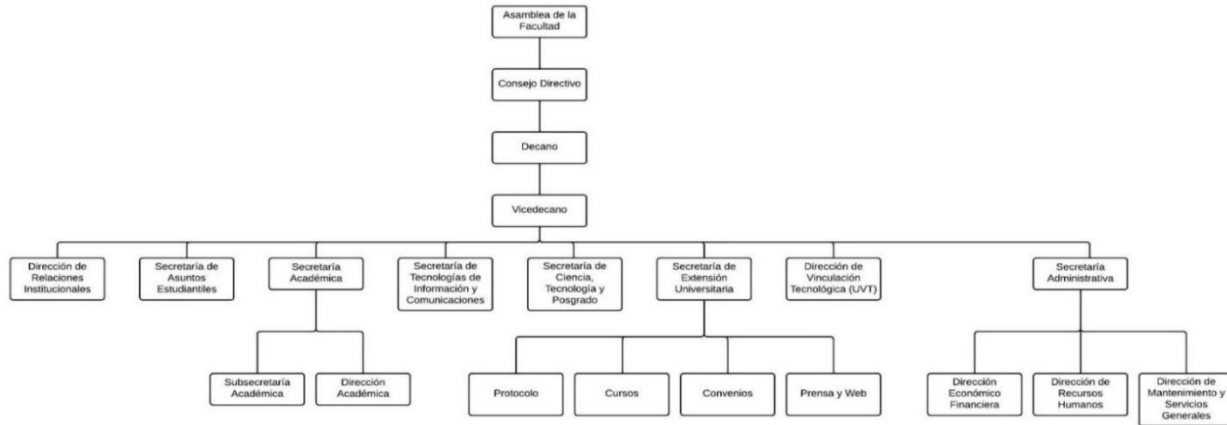 Asamblea de la
Facultad
Consejo Directivo
Decano
Vicedecano
Dirección de
Relaciones
Institucionales
Secretaría de
Asuntos
Estudiantiles
Secretaría
Académica
Secretaría de
Tecnologías de
Información y
Comunicaciones
Secretaría de
Ciencia,
Tecnología y
Posgrado
Secretaría de
Extensión
Universitaria
Dirección de
Vinculación
Tecnológica (UVT)
Secretaría
Administrativa
Subsecretaría
Académica
Dirección
Académica
Protocolo
Cursos
Convenios
Prensa y Web
Dirección
Económico
Financiera
Dirección de
Recursos
Humanos
Dirección de
Mantenimiento y
Servicios
Generales